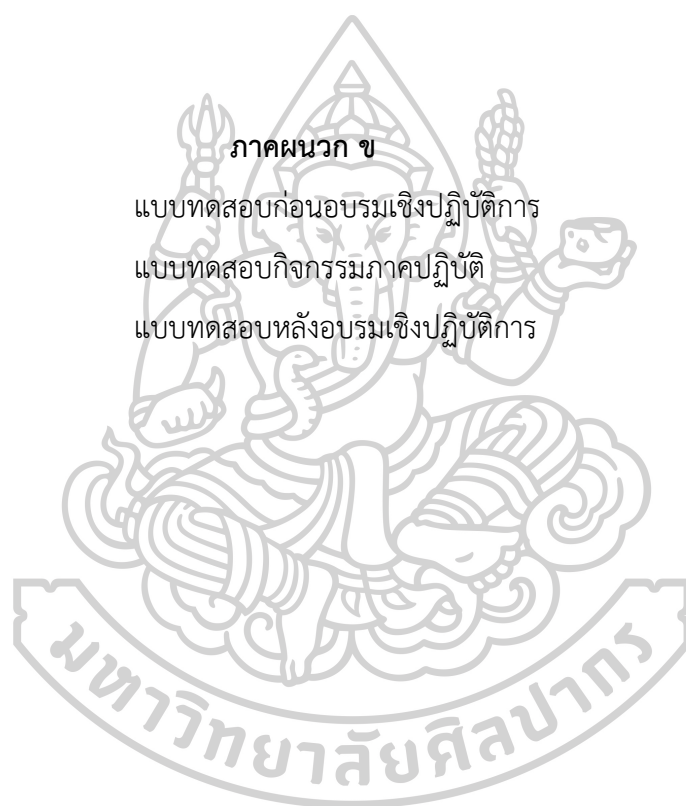 ภาคผนวก ข
แบบทดสอบก่อนอบรมเชิงปฏิบัติการ
แบบทดสอบกิจกรรมภาคปฏิบัติ
แบบทดสอบหลังอบรมเชิงปฏิบัติการ
มหาวิทยาลัยศิลปากร